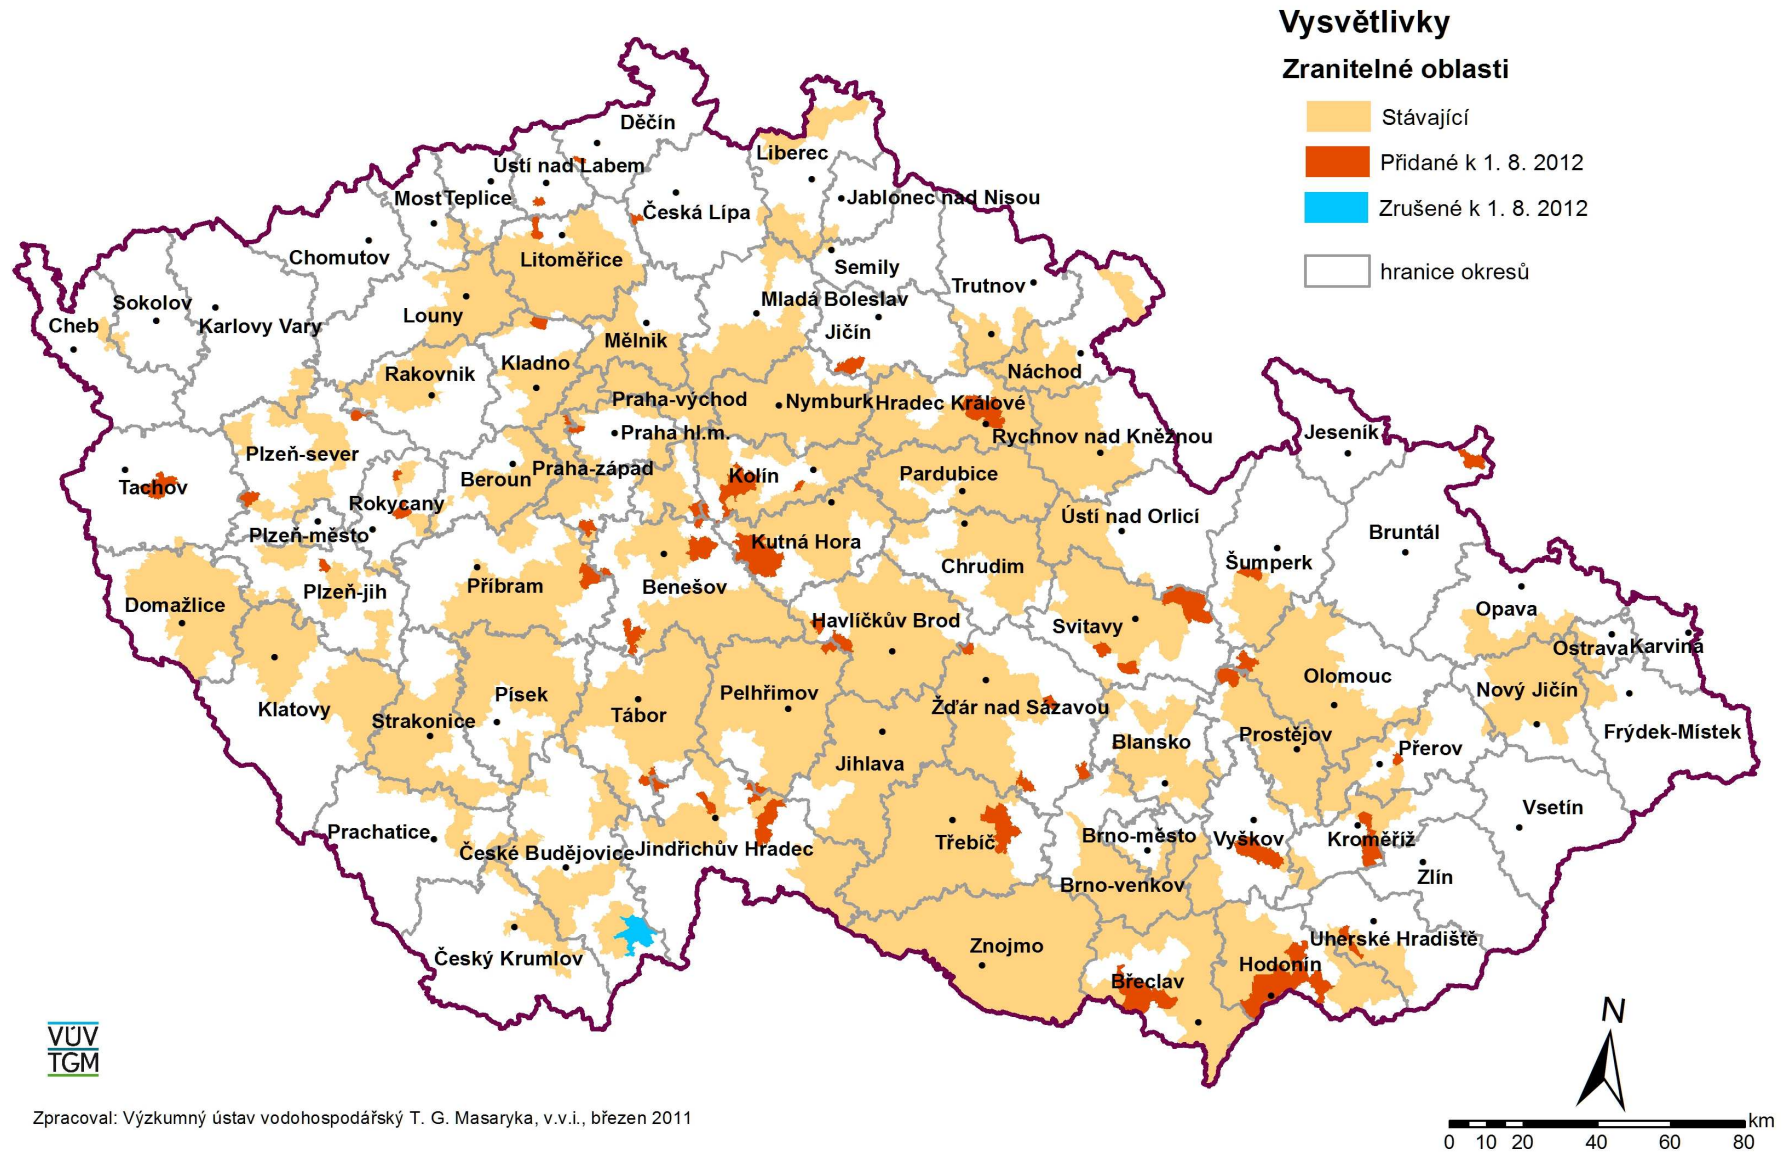 Vysvětlivky
Zranitelné oblasti
Stávající
Přidané k 1. 8. 2012
Zrušené k 1. 8. 2012
hranice okresů
Děčín
Liberec
Ústí nad Labem
Most
Teplice
Jablonec nad Nisou
Česká Lípa
Chomutov
Litoměřice
Semily
Trutnov
Sokolov
Mladá Boleslav
Cheb
Karlovy Vary
Louny
Jičín
Mělnik
Kladno
Náchod
Rakovnik
Praha-východ
Nymburk
Hradec Králové
Praha hl.m.
Rychnov nad Kněžnou
Jeseník
Plzeň-sever
Praha-západ
Kolín
Pardubice
Beroun
Tachov
Rokycany
Ústí nad Orlicí
Plzeň-město
Kutná Hora
Bruntál
Šumperk
Chrudim
Příbram
Benešov
Plzeň-jih
Domažlice
Opava
Havlíčkův Brod
Svitavy
Ostrava
Karviná
Olomouc
Nový Jičín
Písek
Pelhřimov
Klatovy
Strakonice
Tábor
Žďár nad Sázavou
Frýdek-Místek
Blansko
Prostějov
Přerov
Jihlava
Vsetín
Prachatice
Třebíč
Brno-město
Vyškov
Kroměříž
České Budějovice
Jindřichův Hradec
Zlín
Brno-venkov
Uherské Hradiště
Znojmo
Český Krumlov
Hodonín
Břeclav
N
VÚV
TGM
Zpracoval: Výzkumný ústav vodohospodářský T. G. Masaryka, v.v.i., březen 2011
km
0 10 20 40 60 80